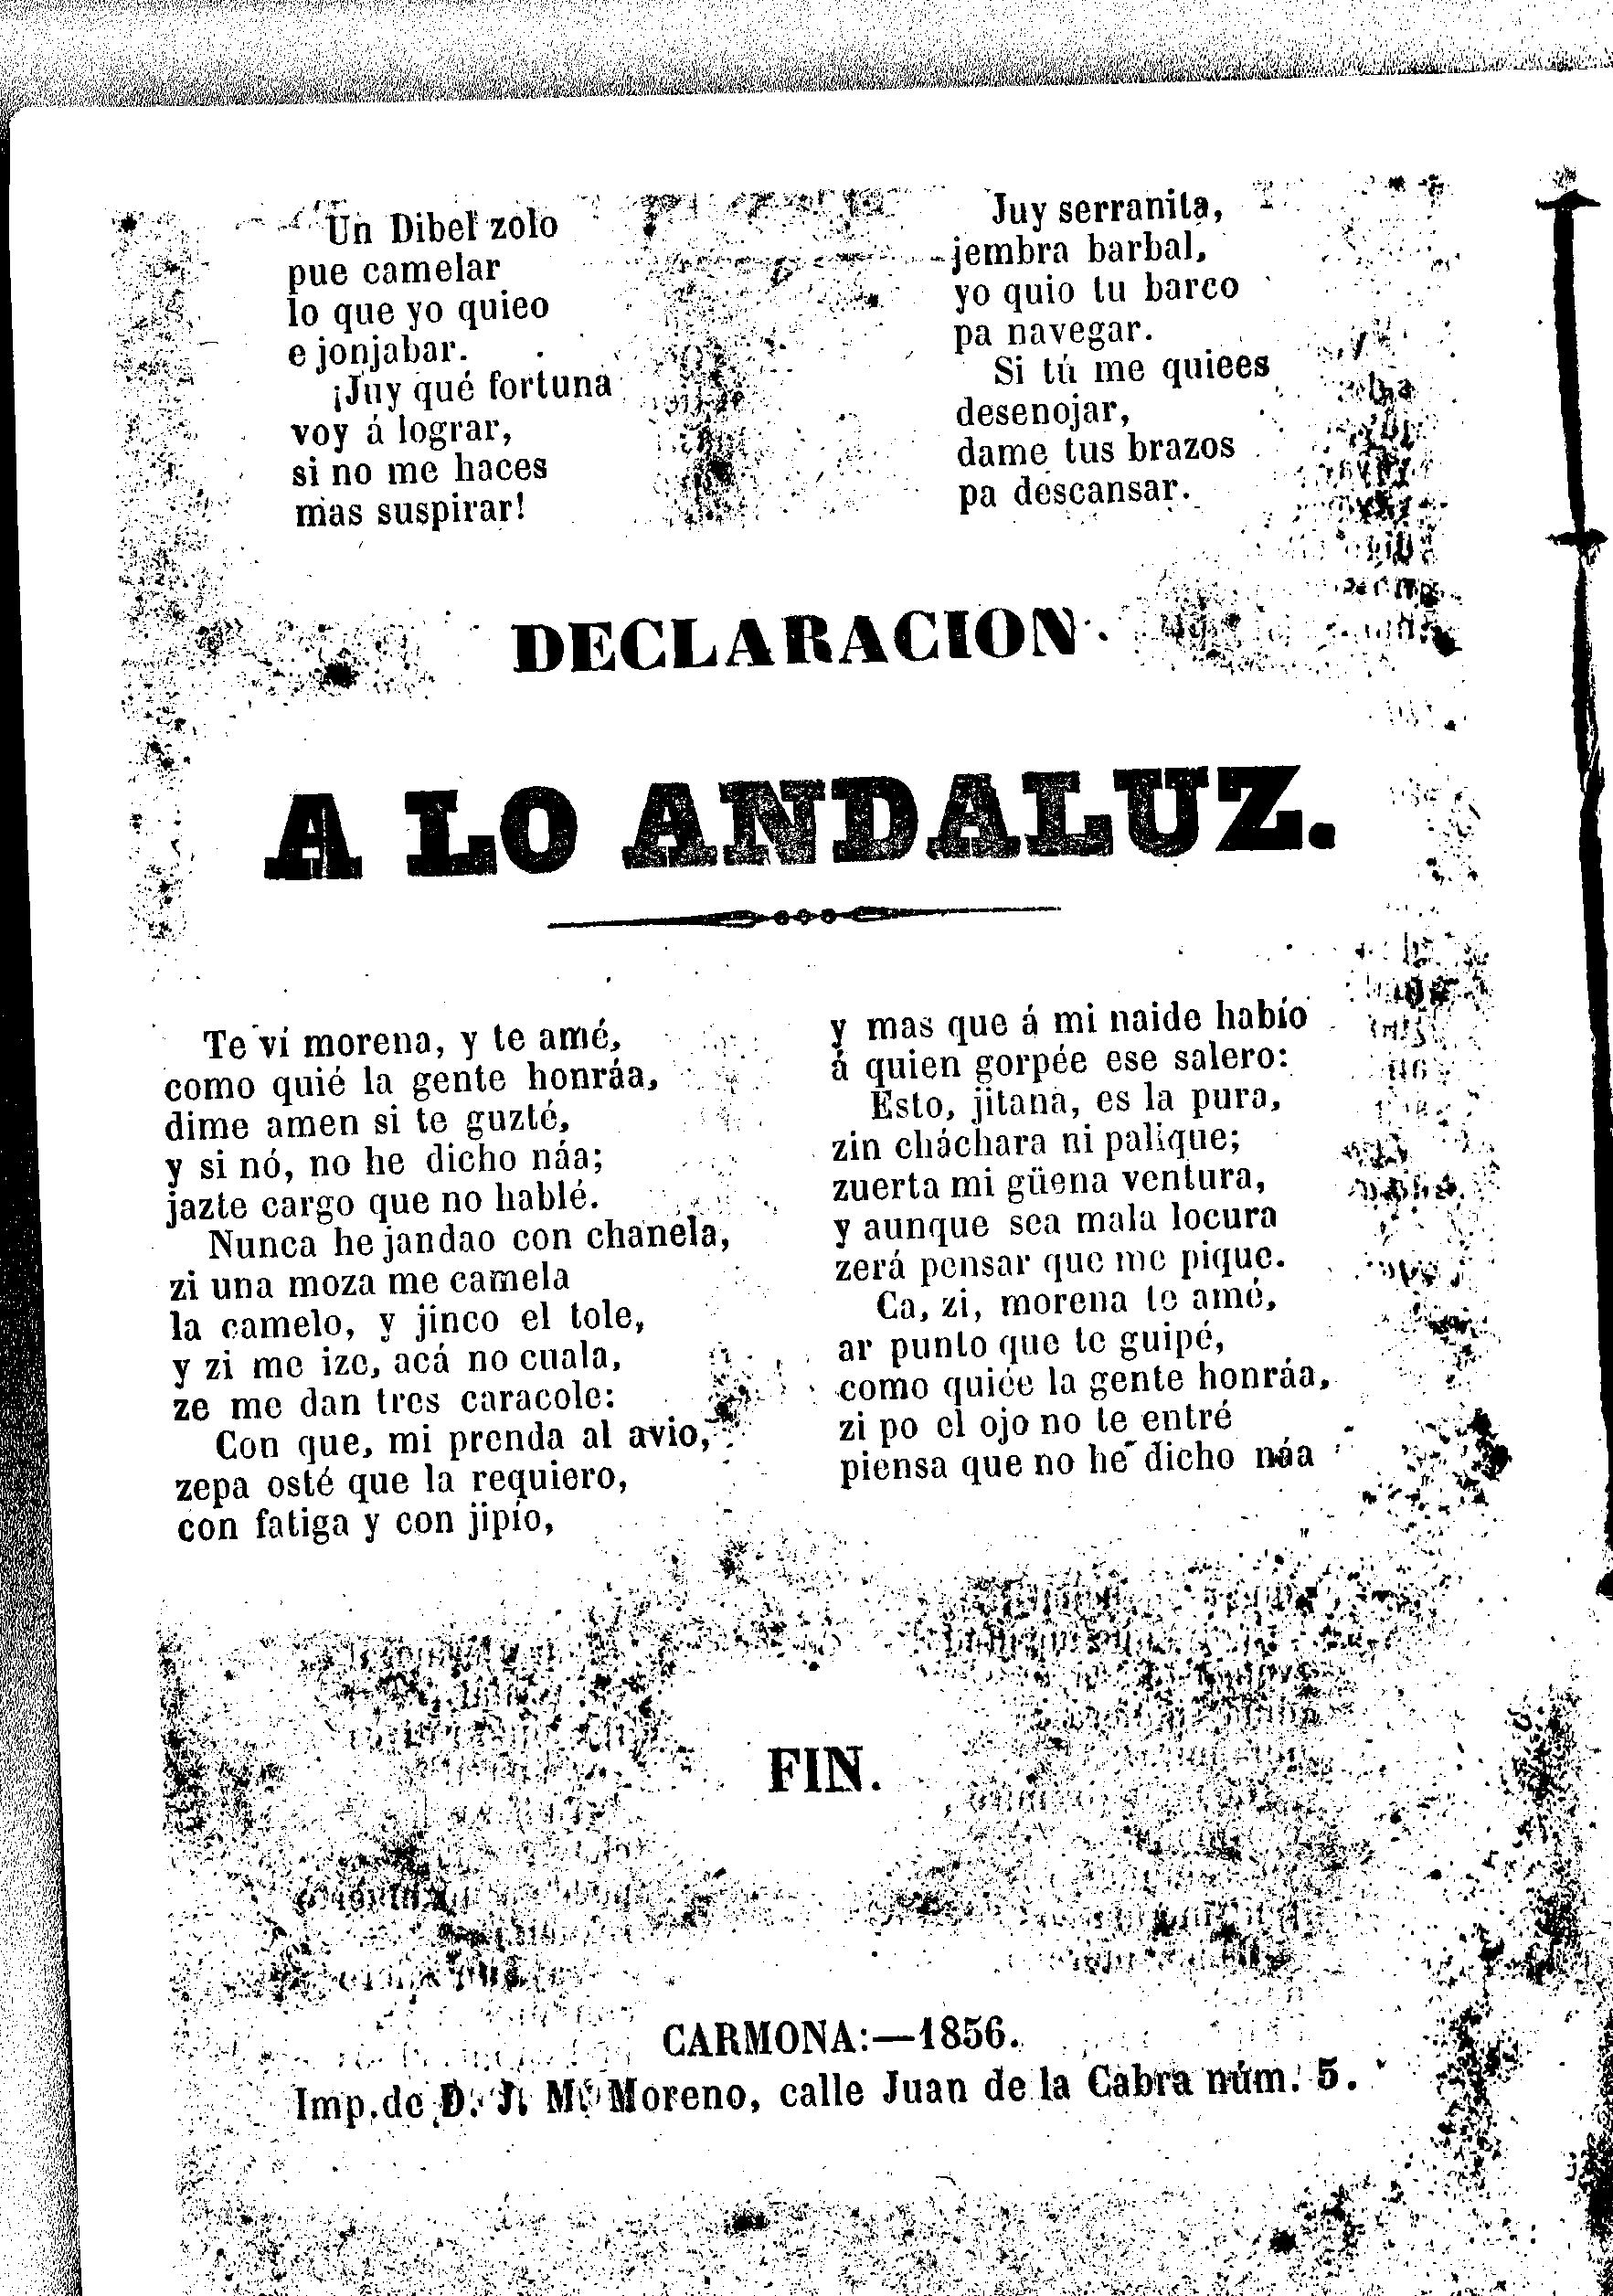 Un Dibel zolo
pue camelar
lo que yo quieo
e jonjabar.
¡Juy qué fortuna
voy á lograr,
si no me haces
mas suspirar!
Juy serranita,
jembra barbal,
yo quio tu barco
pa navegar.
Si tú me quiees
desenojar,
dame tus brazos
pa descansar.
DECLARACION
A LO ANDALUZ.
Te ví morena, y te amé,
como quié la gente honráa,
dime amen si te guzté,
y si nó, no he dicho náa;
jazte cargo que no hablé.
Nunca he jandao con chanela,
zi una moza me camela
la camelo, y jinco el tole,
y zi me ize, acá no cuala,
ze me dan tres caracole:
Con que, mi prenda al avio,
zepa osté que la requiero,
con fatiga y con jipío,
y mas que á mi naide habío
á quien gorpée ese salero:
Esto, jitana, es la pura,
zin cháchara ni palique;
zuerta mi güena ventura,
y aunque sea mala locura
zerá pensar que me pique.
Ca, zi, morena te amé,
ar punto que te guipé,
como quiée la gente honráa,
zi po el ojo no te entré
piensa que no he dicho náa
FIN.
CARMONA:—1856.
Imp. de D. J. Mª Moreno, calle Juan de la Cabra núm. 5.